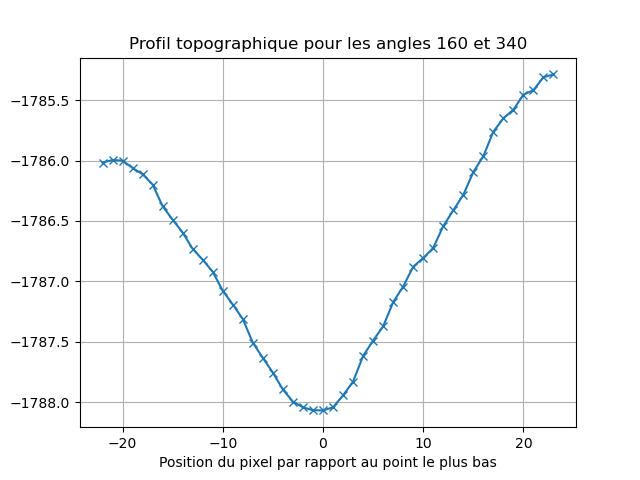 Profil topographique pour les angles 160 et 340
−1785.5
−1786.0
−1786.5
−1787.0
−1787.5
−1788.0
−20 −10 0 10 20
Position du pixel par rapport au point le plus bas